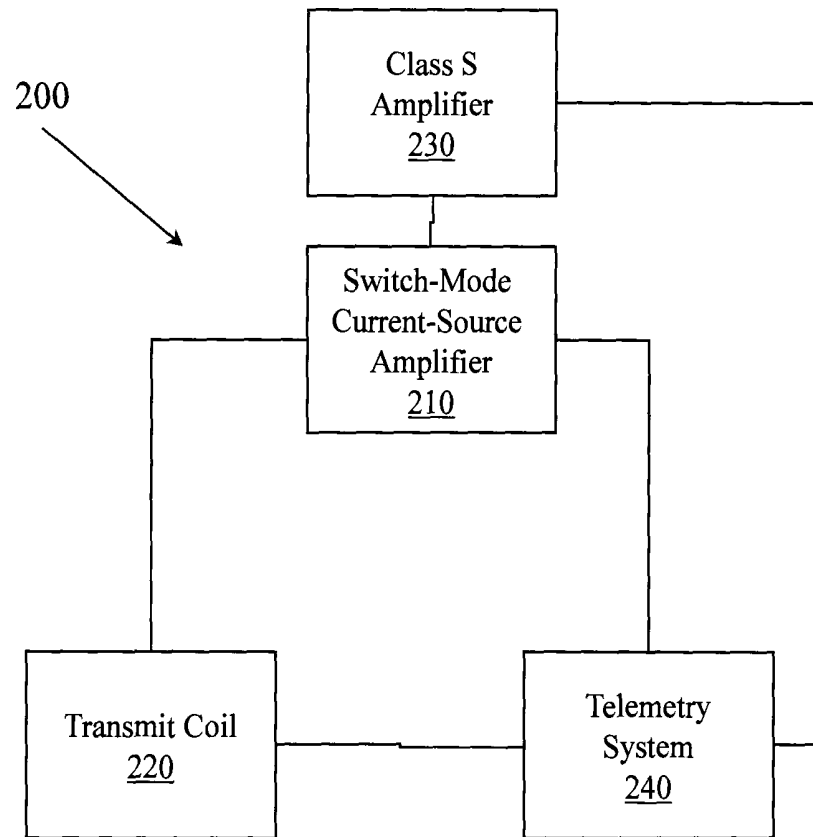 200
Class S
Amplifier
230
Switch-Mode
Current-Source
Amplifier
210
Transmit Coil
220
Telemetry
System
240